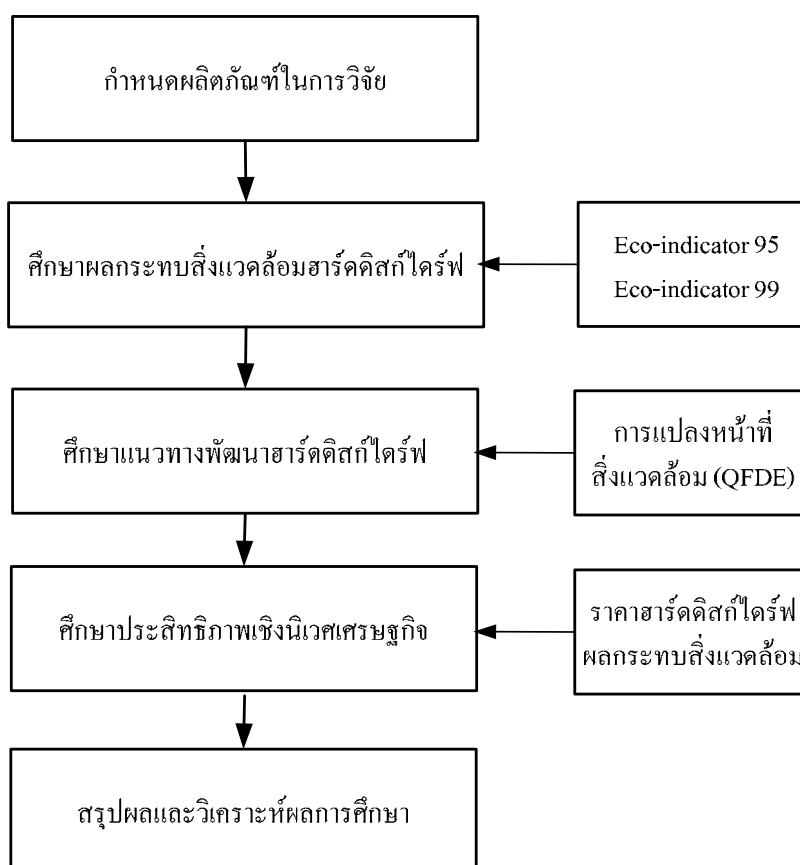 กำหนดผลิตภัณฑ์ในการวิจัย
ศึกษาผลกระทบสิ่งแวดล้อมฮาร์ดดิสก์ไดร์ฟ
Eco-indicator 95
Eco-indicator 99
ศึกษาแนวทางพัฒนาฮาร์ดดิสก์ไดร์ฟ
การแปลงหน้าที่
สิ่งแวดล้อม (QFDE)
ศึกษาประสิทธิภาพเชิงนิเวศเศรษฐกิจ
ราคาฮาร์ดดิสก์ไดร์ฟ
ผลกระทบสิ่งแวดล้อม
สรุปผลและวิเคราะห์ผลการศึกษา